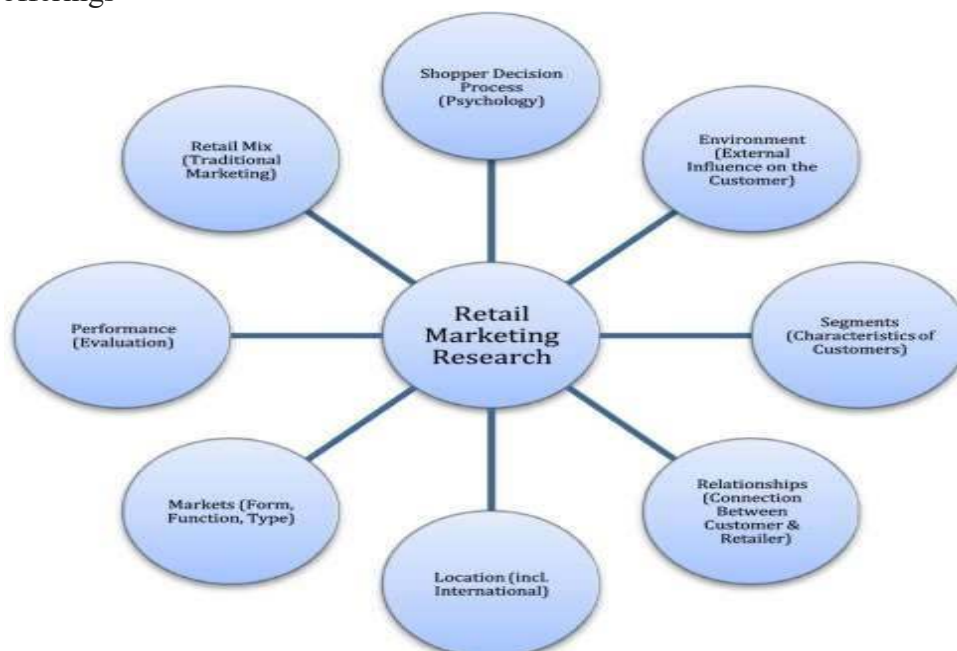 Shopper Decision
Process
(Psychology)
Environment
(External
Influence on the
Customer)
Segments
(Characteristics of
Customers)
Relationships
(Connection
Between
Customer &
Retailer)
Location (incl.
International)
Markets (Form,
Function, Type)
Performance
(Evaluation)
Retail Mix
(Traditional
Marketing)
Retail
Marketing
Research